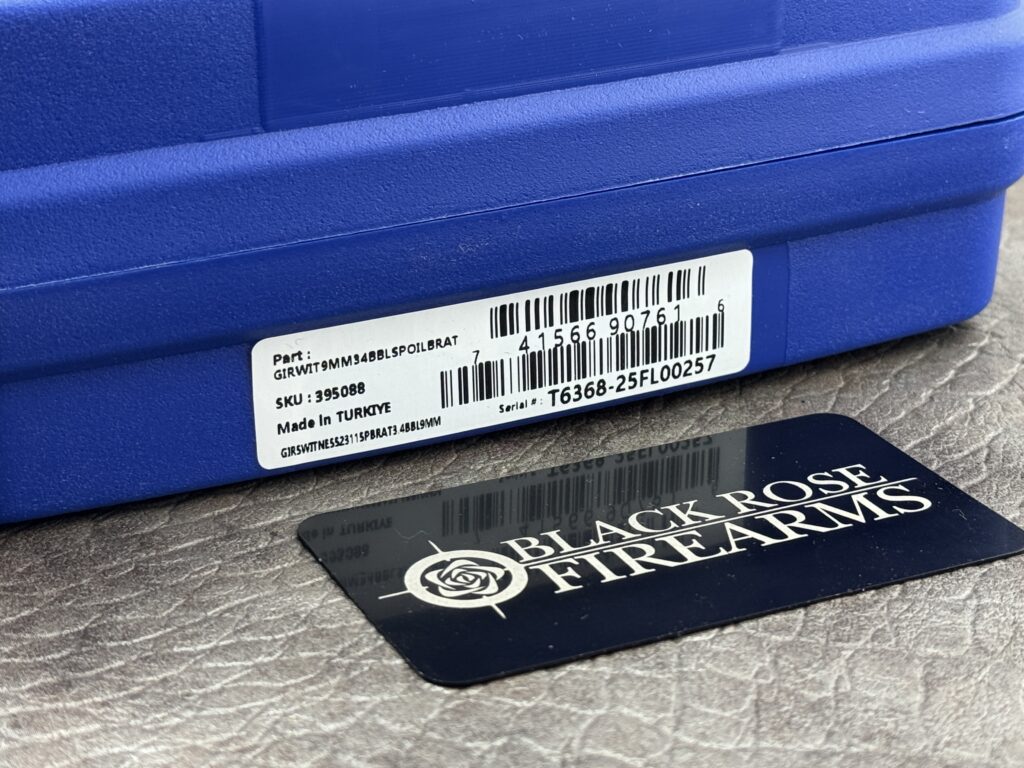 Part :
GIRWIT9MM34BBLSPOILBRAT
SKU : 395088
Made in TURKIYE
GIRSWITNESS2311SPBRAT3.4BBL9MM
7 41566 90761 6
Serial # : T6368-25FL00257
BLACK ROSE
FIREARMS